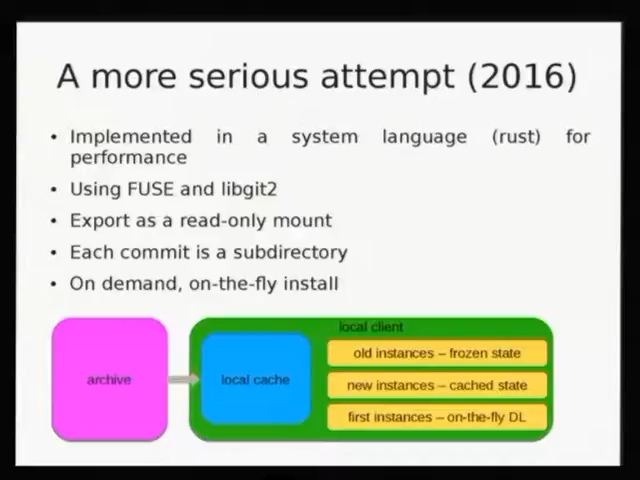 A more serious attempt (2016)
• Implemented in a system language (rust) for
performance
• Using FUSE and libgit2
• Export as a read-only mount
• Each commit is a subdirectory
• On demand, on-the-fly install
local client
archive
local cache
old instances – frozen state
new instances – cached state
first instances – on-the-fly DL